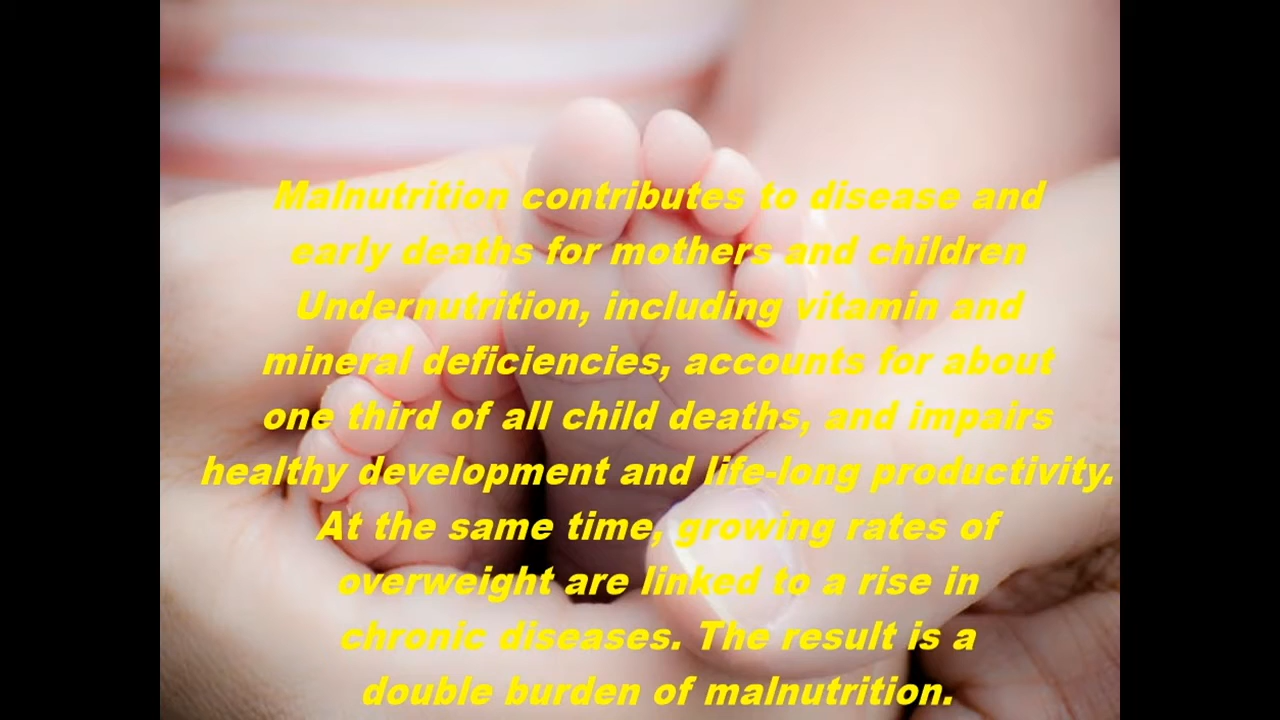 Malnutrition contributes to disease and
early deaths for mothers and children
Undernutrition, including vitamin and
mineral deficiencies, accounts for about
one third of all child deaths, and impairs
healthy development and life-long productivity.
At the same time, growing rates of
overweight are linked to a rise in
chronic diseases. The result is a
double burden of malnutrition.